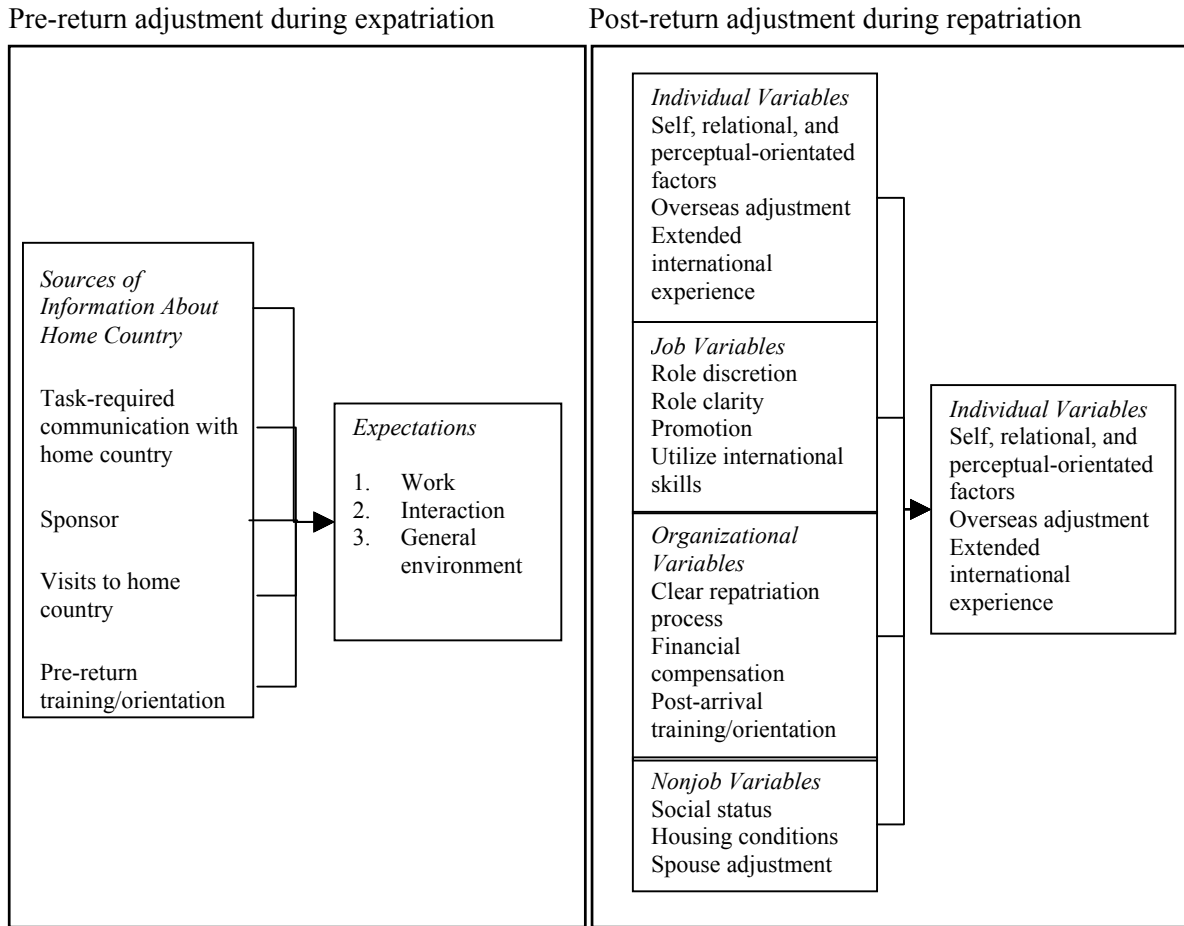 Pre-return adjustment during expatriation
Sources of
Information About
Home Country
Task-required
communication with
home country
Sponsor
Visits to home
country
Pre-return
training/orientation
Expectations
1. Work
2. Interaction
3. General
environment
Post-return adjustment during repatriation
Individual Variables
Self, relational, and
perceptual-orientated
factors
Overseas adjustment
Extended
international
experience
Job Variables
Role discretion
Role clarity
Promotion
Utilize international
skills
Organizational
Variables
Clear repatriation
process
Financial
compensation
Post-arrival
training/orientation
Nonjob Variables
Social status
Housing conditions
Spouse adjustment
Individual Variables
Self, relational, and
perceptual-orientated
factors
Overseas adjustment
Extended
international
experience